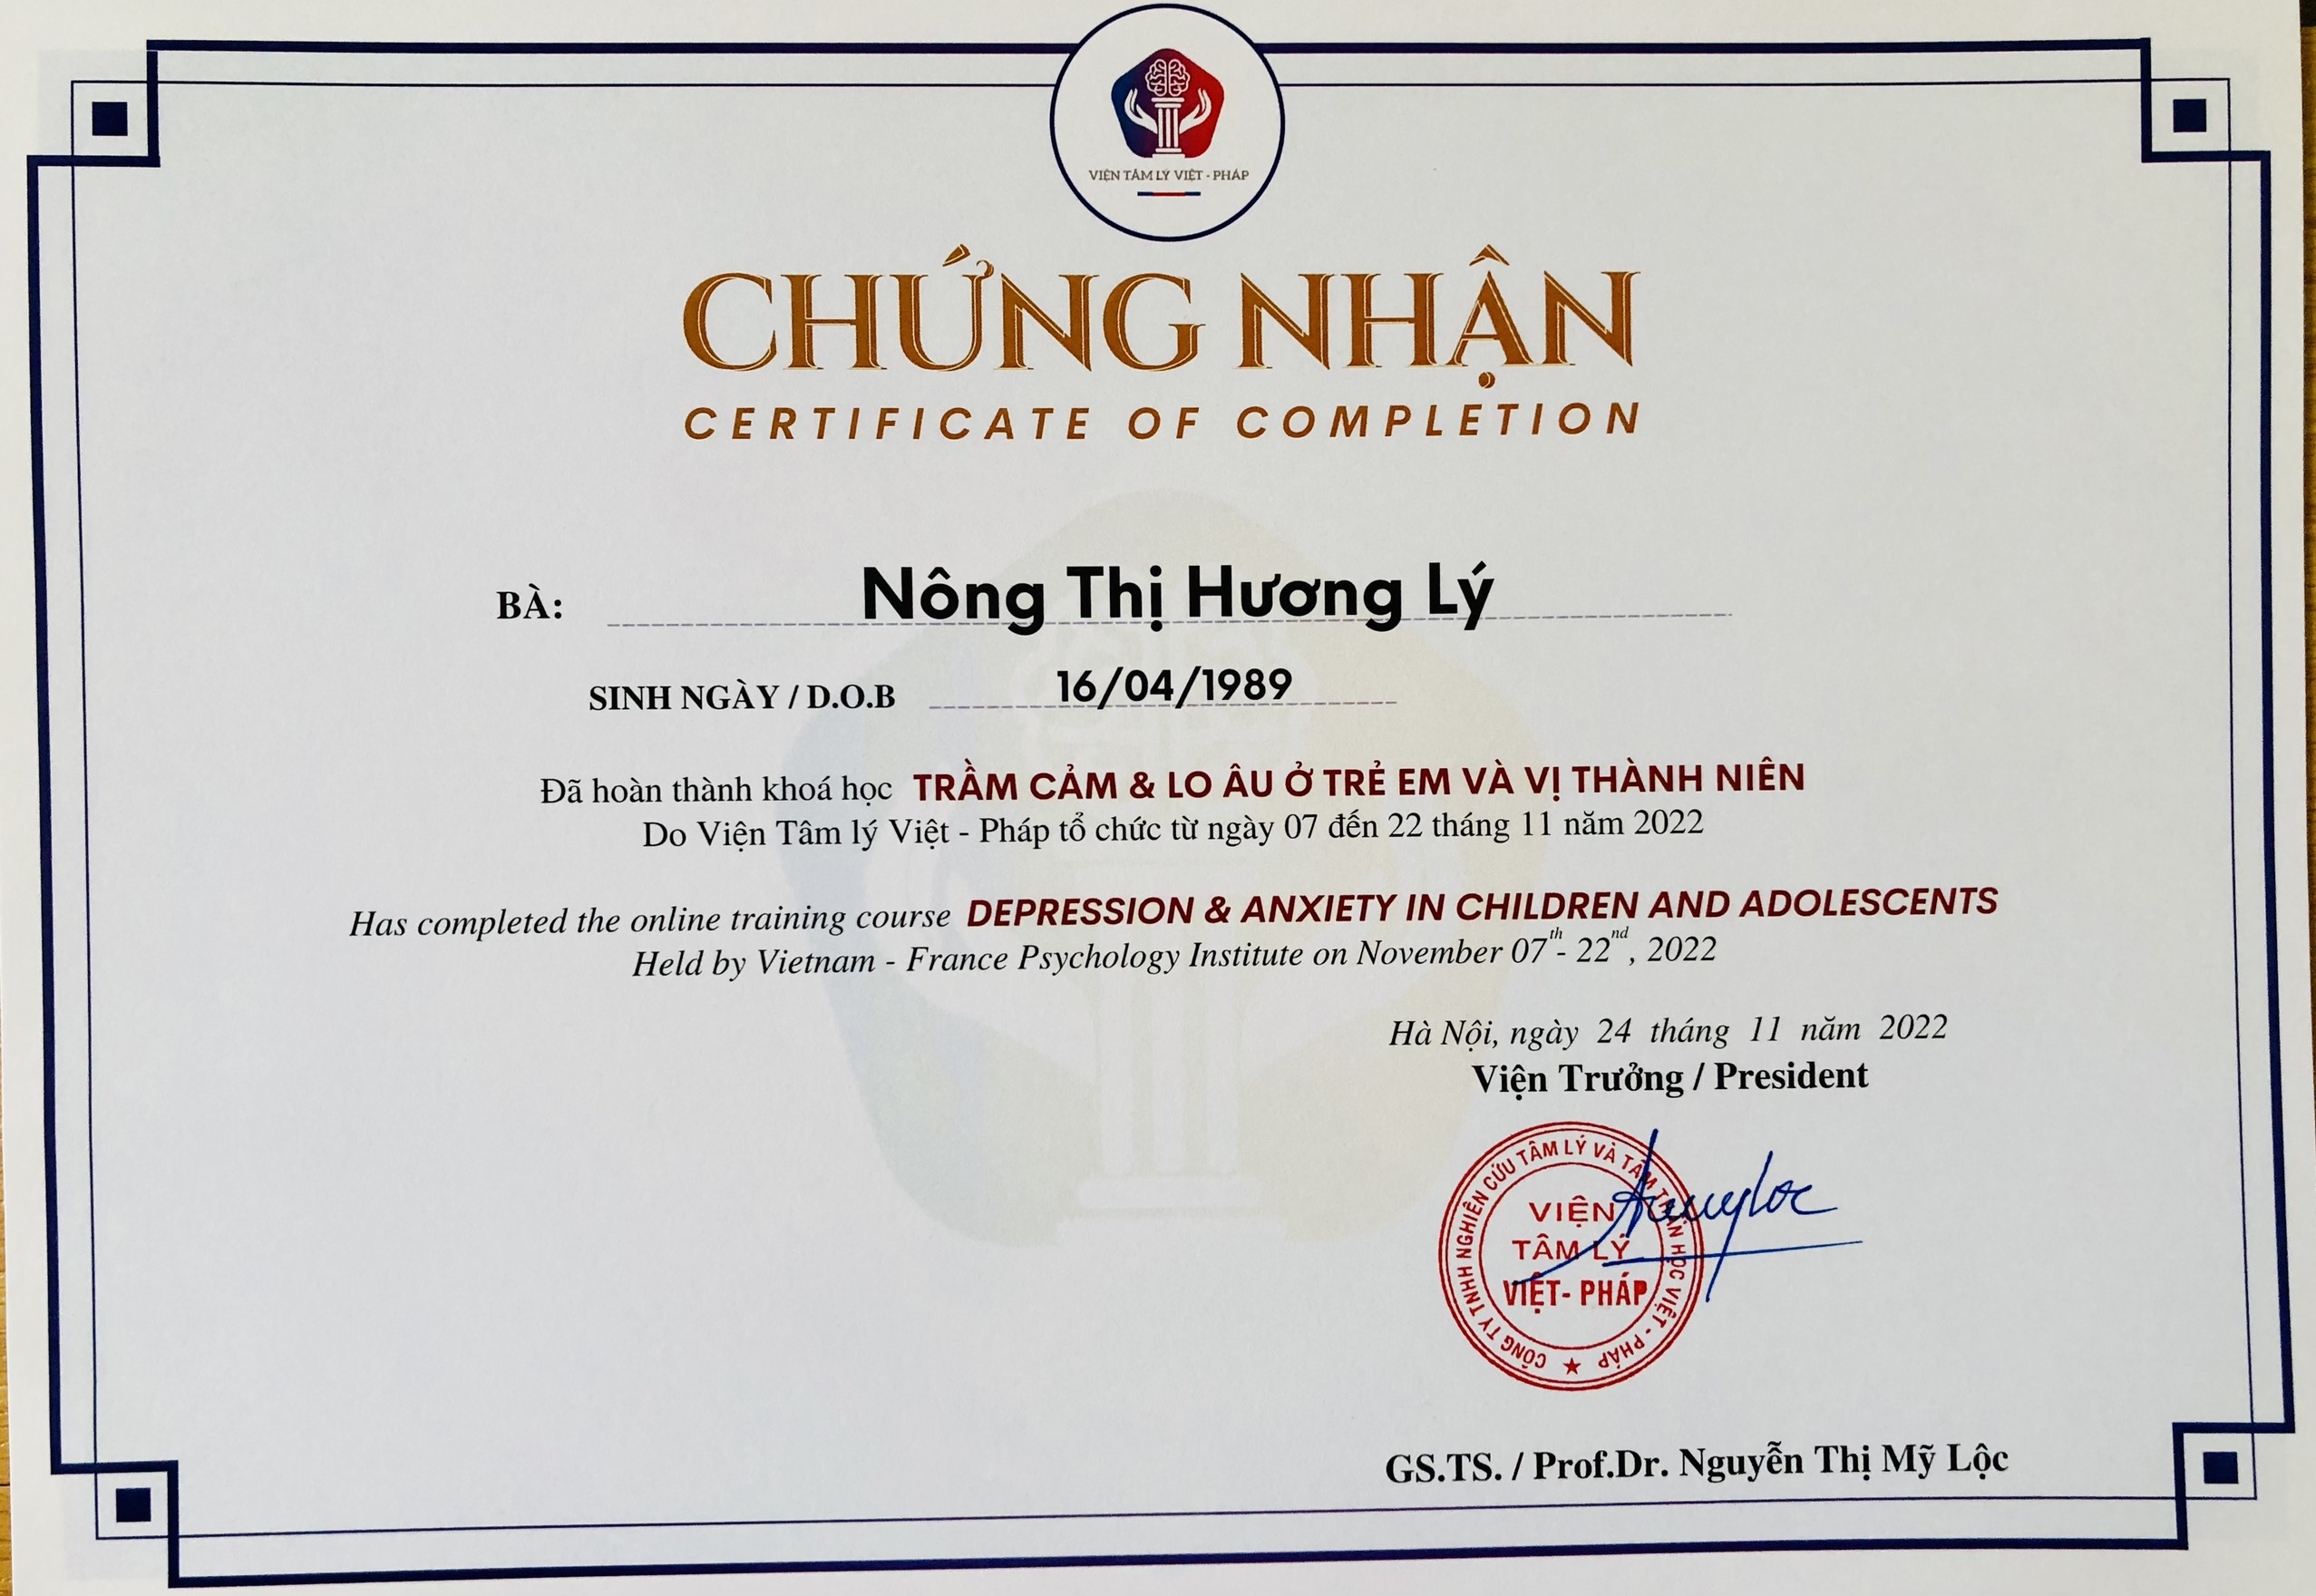 VIỆN TÂM LÝ VIỆT - PHÁP
CHỨNG NHẬN
CERTIFICATE OF COMPLETION
BÀ: Nông Thị Hương Lý
SINH NGÀY / D.O.B 16/04/1989
Đã hoàn thành khoá học TRẦM CẢM & LO ÂU Ở TRẺ EM VÀ VỊ THÀNH NIÊN
Do Viện Tâm lý Việt - Pháp tổ chức từ ngày 07 đến 22 tháng 11 năm 2022
Has completed the online training course DEPRESSION & ANXIETY IN CHILDREN AND ADOLESCENTS
Held by Vietnam - France Psychology Institute on November 07th- 22nd, 2022
Hà Nội, ngày 24 tháng 11 năm 2022
Viện Trưởng / President
CÔNG TY TNHH NGHIÊN CỨU TÂM LÝ VÀ TÂM THẦN HỌC VIỆT - PHÁP
VIỆN
TÂM LÝ
VIỆT- PHÁP
GS.TS. / Prof.Dr. Nguyễn Thị Mỹ Lộc